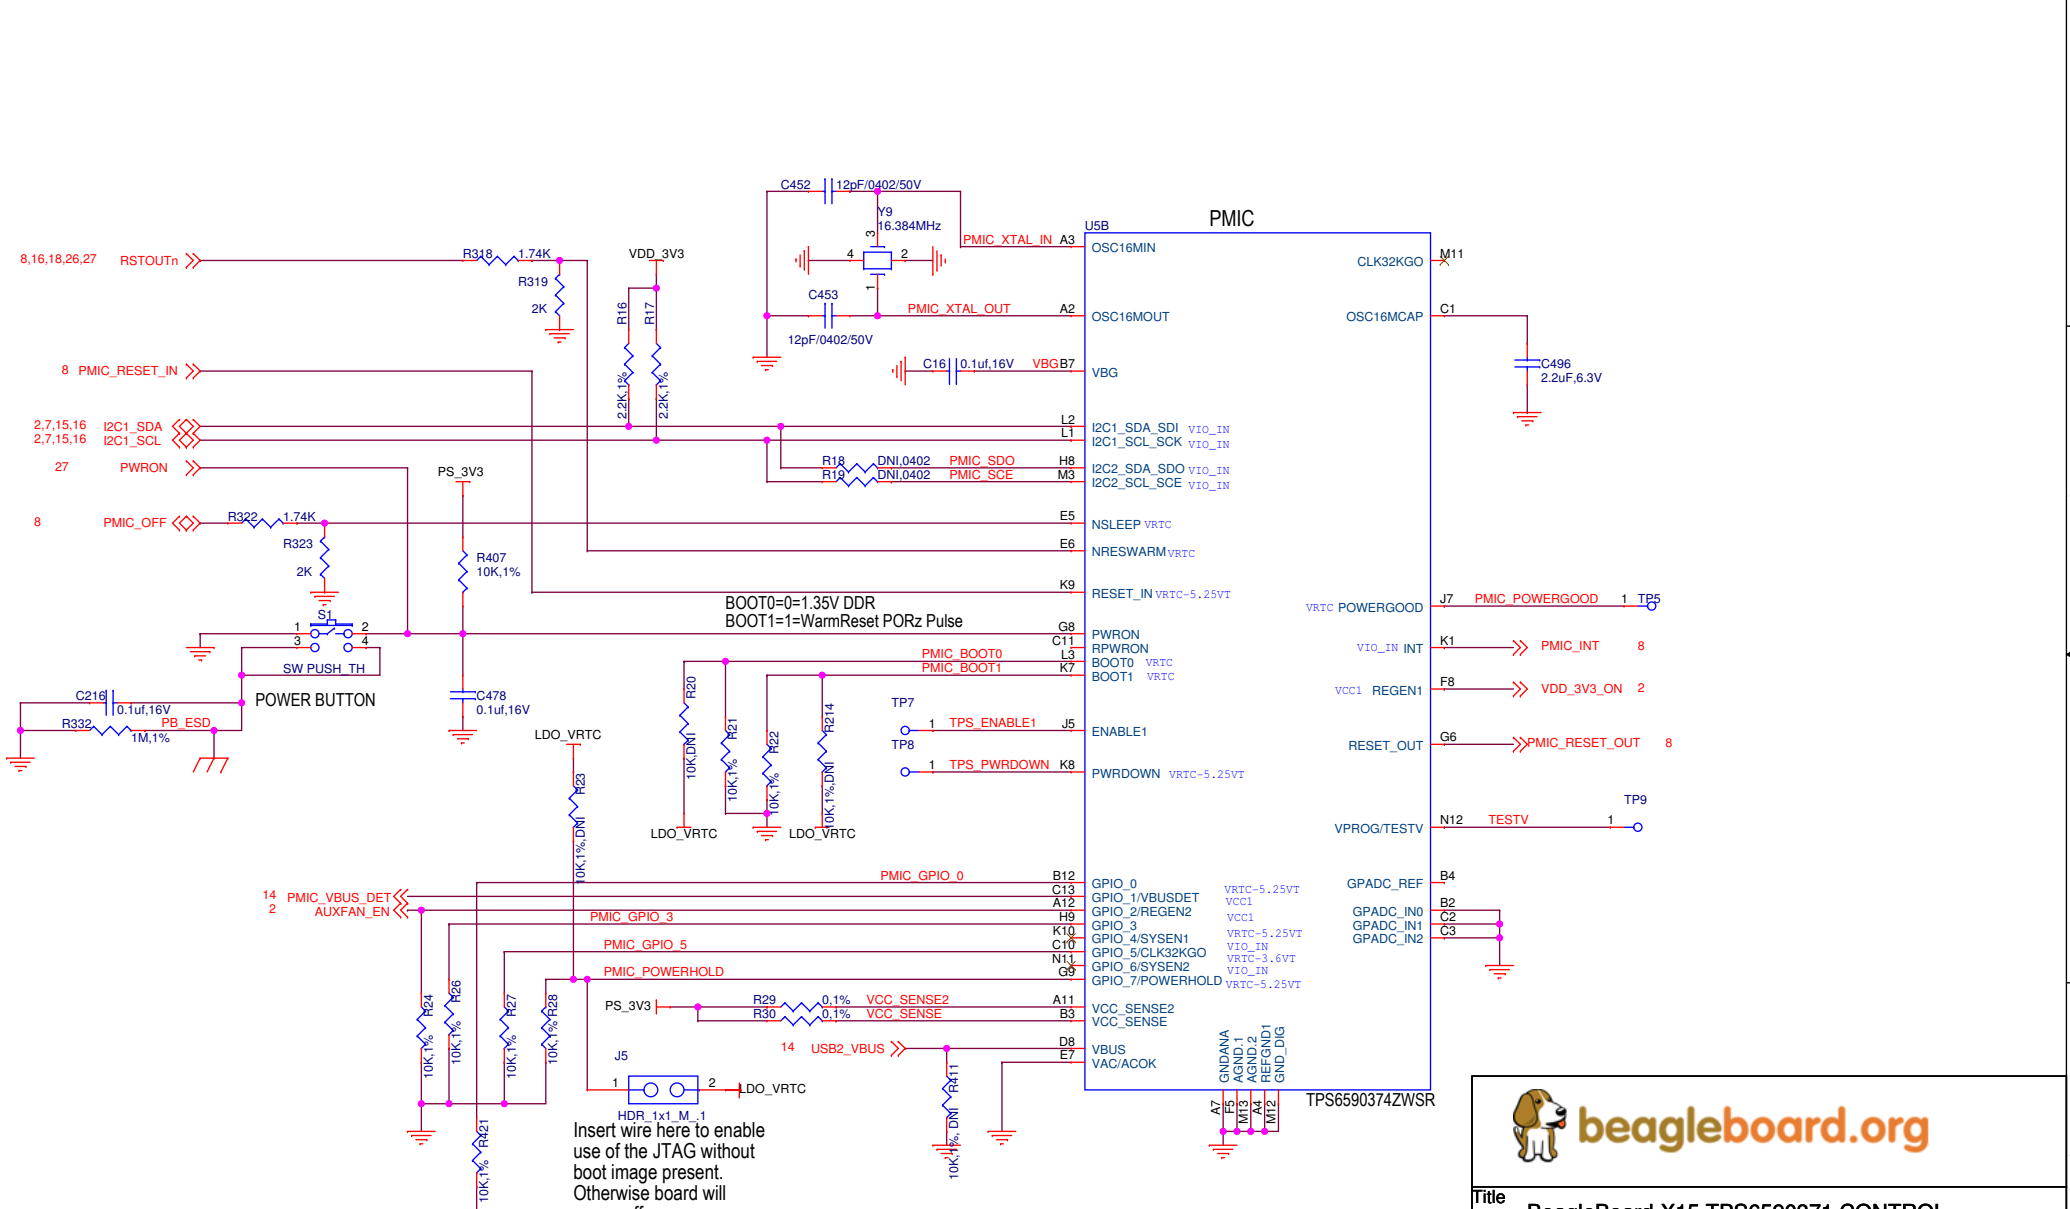 PMIC
U5B
C452 12pF/0402/50V
Y9
16.384MHz
3
4
2
1
C453
12pF/0402/50V
PMIC_XTAL_IN A3 OSC16MIN
PMIC_XTAL_OUT A2 OSC16MOUT
C16 0.1uf,16V VBG B7 VBG
8,16,18,26,27 RSTOUTn
R318 1.74K
R319
2K
VDD_3V3
R16
2.2K,1%
R17
2.2K,1%
8 PMIC_RESET_IN
2,7,15,16 I2C1_SDA
2,7,15,16 I2C1_SCL
27 PWRON
8 PMIC_OFF
L2 I2C1_SDA_SDI VIO_IN
L1 I2C1_SCL_SCK VIO_IN
R18 DNI,0402 PMIC_SDO H8 I2C2_SDA_SDO VIO_IN
R19 DNI,0402 PMIC_SCE M3 I2C2_SCL_SCE VIO_IN
PS_3V3
R322 1.74K
R323
2K
R407
10K,1%
E5 NSLEEP VRTC
E6 NRESWARM VRTC
K9 RESET_IN VRTC-5.25VT
BOOT0=0=1.35V DDR
BOOT1=1=WarmReset PORz Pulse
S1
1 2
3 4
SW PUSH_TH
POWER BUTTON
C216
0.1uf,16V
R332
1M,1%
PB_ESD
C478
0.1uf,16V
G8 PWRON
C11 RPWRON
PMIC_BOOT0 L3 BOOT0 VRTC
PMIC_BOOT1 K7 BOOT1 VRTC
R20
10K,DNI
R21
10K,1%
R22
10K,1%
R214
10K,1%,DNI
LDO_VRTC
LDO_VRTC
LDO_VRTC
R23
10K,1%,DNI
TP7
1 TPS_ENABLE1 J5 ENABLE1
TP8
1 TPS_PWRDOWN K8 PWRDOWN VRTC-5.25VT
14 PMIC_VBUS_DET
2 AUXFAN_EN
PMIC_GPIO_0 B12 GPIO_0 VRTC-5.25VT
C13 GPIO_1/VBUSDET VCC1
A12 GPIO_2/REGEN2 VCC1
PMIC_GPIO_3 H9 GPIO_3 VRTC-5.25VT
K10 GPIO_4/SYSEN1 VIO_IN
PMIC_GPIO_5 C10 GPIO_5/CLK32KGO VRTC-3.6VT
N11 GPIO_6/SYSEN2 VIO_IN
PMIC_POWERHOLD G9 GPIO_7/POWERHOLD VRTC-5.25VT
R24
10K,1%
R26
10K,1%
R27
10K,1%
R28
10K,1%
R421
10K,1%
PS_3V3
R29 0,1% VCC_SENSE2 A11 VCC_SENSE2
R30 0,1% VCC_SENSE B3 VCC_SENSE
14 USB2_VBUS D8 VBUS
E7 VAC/ACOK
R411
10K,1%, DNI
J5
1 2 LDO_VRTC
HDR_1x1_M_.1
Insert wire here to enable
use of the JTAG without
boot image present.
Otherwise board will
CLK32KGO M11
OSC16MCAP C1
C496
2.2uF,6.3V
VRTC POWERGOOD J7 PMIC_POWERGOOD 1 TP5
VIO_IN INT K1 PMIC_INT 8
VCC1 REGEN1 F8 VDD_3V3_ON 2
RESET_OUT G6 PMIC_RESET_OUT 8
TP9
VPROG/TESTV N12 TESTV 1
GPADC_REF B4
GPADC_IN0 B2
GPADC_IN1 C2
GPADC_IN2 C3
GNDANA A7
AGND.1 F5
AGND.2 M13
REFGND1 A4
GND_DIG M12
TPS6590374ZWSR
beagleboard.org
Title
BeagleBoard-X15 TPS6590371 CONTROL